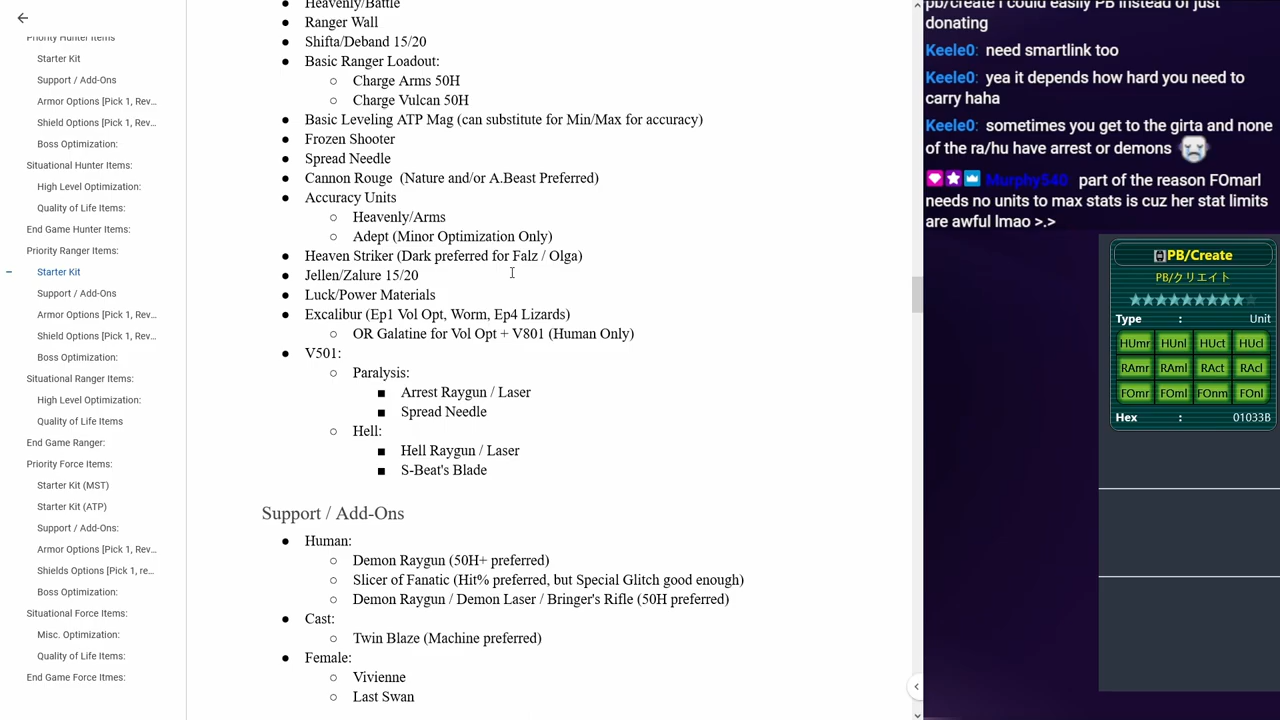 Priority Hunter Items
Starter Kit
Support / Add-Ons
Armor Options [Pick 1, Rev...
Shield Options [Pick 1, Rev...
Boss Optimization:
Situational Hunter Items:
High Level Optimization:
Quality of Life Items:
End Game Hunter Items:
Priority Ranger Items:
Starter Kit
Support / Add-Ons
Armor Options [Pick 1, Rev...
Shield Options [Pick 1, Rev...
Boss Optimization:
Situational Ranger Items:
High Level Optimization:
Quality of Life Items
End Game Ranger:
Priority Force Items:
Starter Kit (MST)
Starter Kit (ATP)
Support / Add-Ons:
Armor Options [Pick 1, Rev...
Shields Options [Pick 1, re...
Boss Optimization:
Situational Force Items:
Misc. Optimization:
Quality of Life Items:
End Game Force Itmes:
Heavenly/Battle
Ranger Wall
Shifta/Deband 15/20
Basic Ranger Loadout:
Charge Arms 50H
Charge Vulcan 50H
Basic Leveling ATP Mag (can substitute for Min/Max for accuracy)
Frozen Shooter
Spread Needle
Cannon Rouge (Nature and/or A.Beast Preferred)
Accuracy Units
Heavenly/Arms
Adept (Minor Optimization Only)
Heaven Striker (Dark preferred for Falz / Olga)
Jellen/Zalure 15/20
Luck/Power Materials
Excalibur (Ep1 Vol Opt, Worm, Ep4 Lizards)
OR Galatine for Vol Opt + V801 (Human Only)
V501:
Paralysis:
Arrest Raygun / Laser
Spread Needle
Hell:
Hell Raygun / Laser
S-Beat's Blade
Support / Add-Ons
Human:
Demon Raygun (50H+ preferred)
Slicer of Fanatic (Hit% preferred, but Special Glitch good enough)
Demon Raygun / Demon Laser / Bringer's Rifle (50H preferred)
Cast:
Twin Blaze (Machine preferred)
Female:
Vivienne
Last Swan
pb/create i could easily PB instead of just
donating
Keele0: need smartlink too
Keele0: yea it depends how hard you need to
carry haha
Keele0: sometimes you get to the girta and none
of the ra/hu have arrest or demons
Murphy540: part of the reason FOmarl
needs no units to max stats is cuz her stat limits
are awful lmao >.>
PB/Create
PB/クリエイト
Type : Unit
HUmr HUnl HUct HUcl
RAmr RAml RAct RAcl
FOmr FOml FOnm FOnl
Hex : 01033B